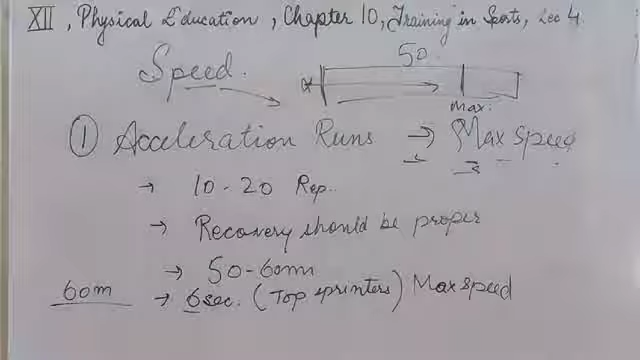 XII, Physical Education, Chapter 10, Training in Sports, Lec 4
50
Speed.
Max.
① Acceleration Runs → Max Speed
→ 10-20 Rep.
→ Recovery should be proper
→ 50-60m
60m → 6sec. (Top sprinters) Max speed